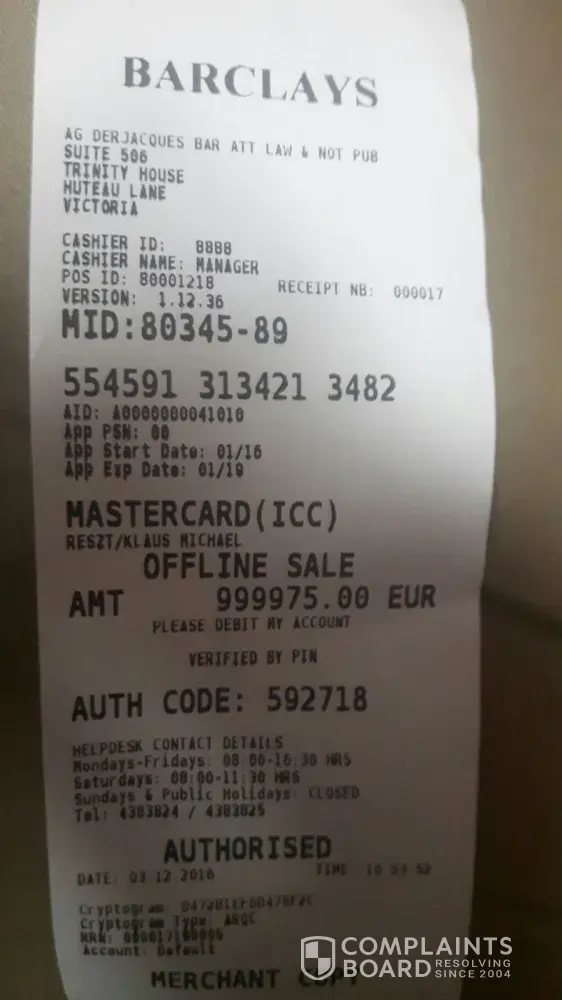 BARCLAYS
AG DERJACQUES BAR ATT LAW & NOT PUB
SUITE 506
TRINITY HOUSE
HUTEAU LANE
VICTORIA
CASHIER ID: 8888
CASHIER NAME: MANAGER
POS ID: 80001218 RECEIPT NB: 000017
VERSION: 1.12.36
MID:80345-89
554591 313421 3482
AID: A0000000041010
App PSN: 00
App Start Date: 01/16
App Exp Date: 01/19
MASTERCARD(ICC)
RESZT/KLAUS MICHAEL
OFFLINE SALE
AMT 999975.00 EUR
PLEASE DEBIT MY ACCOUNT
VERIFIED BY PIN
AUTH CODE: 592718
HELPDESK CONTACT DETAILS
Mondays-Fridays: 08:00-16:30 HRS
Saturdays: 08:00-11:30 HRS
Sundays & Public Holidays: CLOSED
Tel: 4383824 / 4383825
AUTHORISED
DATE: 12 2016 TIME:
Cryptogram:
Cryptogram Type: ARQC
RRN:
Account: Default
MERCHANT COPY
COMPLAINTS
BOARD RESOLVING
SINCE 2004